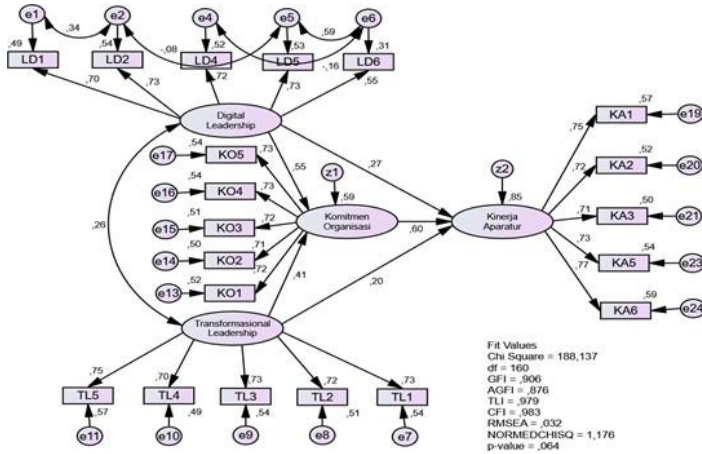 e1 ,34 e2 e4 e5 ,59 e6
,49 ,54 -,08 ,52 ,53 ,31
LD1 LD2 LD4 LD5 LD6
-,16
,70 ,73 ,72 ,73 ,55
Digital
Leadership
e17 ,54 KO5 ,73
,55 ,27
e16 ,54 KO4 ,73
e15 ,51 KO3 ,72
e14 ,50 KO2 ,71
e13 ,52 KO1 ,72
z1
,59
Komitmen
Organisasi
,60
z2
,85
Kinerja
Aparatur
,26
,41 ,20
,75 KA1 ,57 e19
,72 KA2 ,52 e20
,71 KA3 ,50 e21
,73 KA5 ,54 e23
,77 KA6 ,59 e24
Transformasional
Leadership
,75 ,70 ,73 ,72 ,73
TL5 TL4 TL3 TL2 TL1
,57 ,49 ,54 ,51 ,54
e11 e10 e9 e8 e7
Fit Values
Chi Square = 188,137
df = 160
GFI = ,906
AGFI = ,876
TLI = ,979
CFI = ,983
RMSEA = ,032
NORMEDCHISQ = 1,176
p-value = ,064